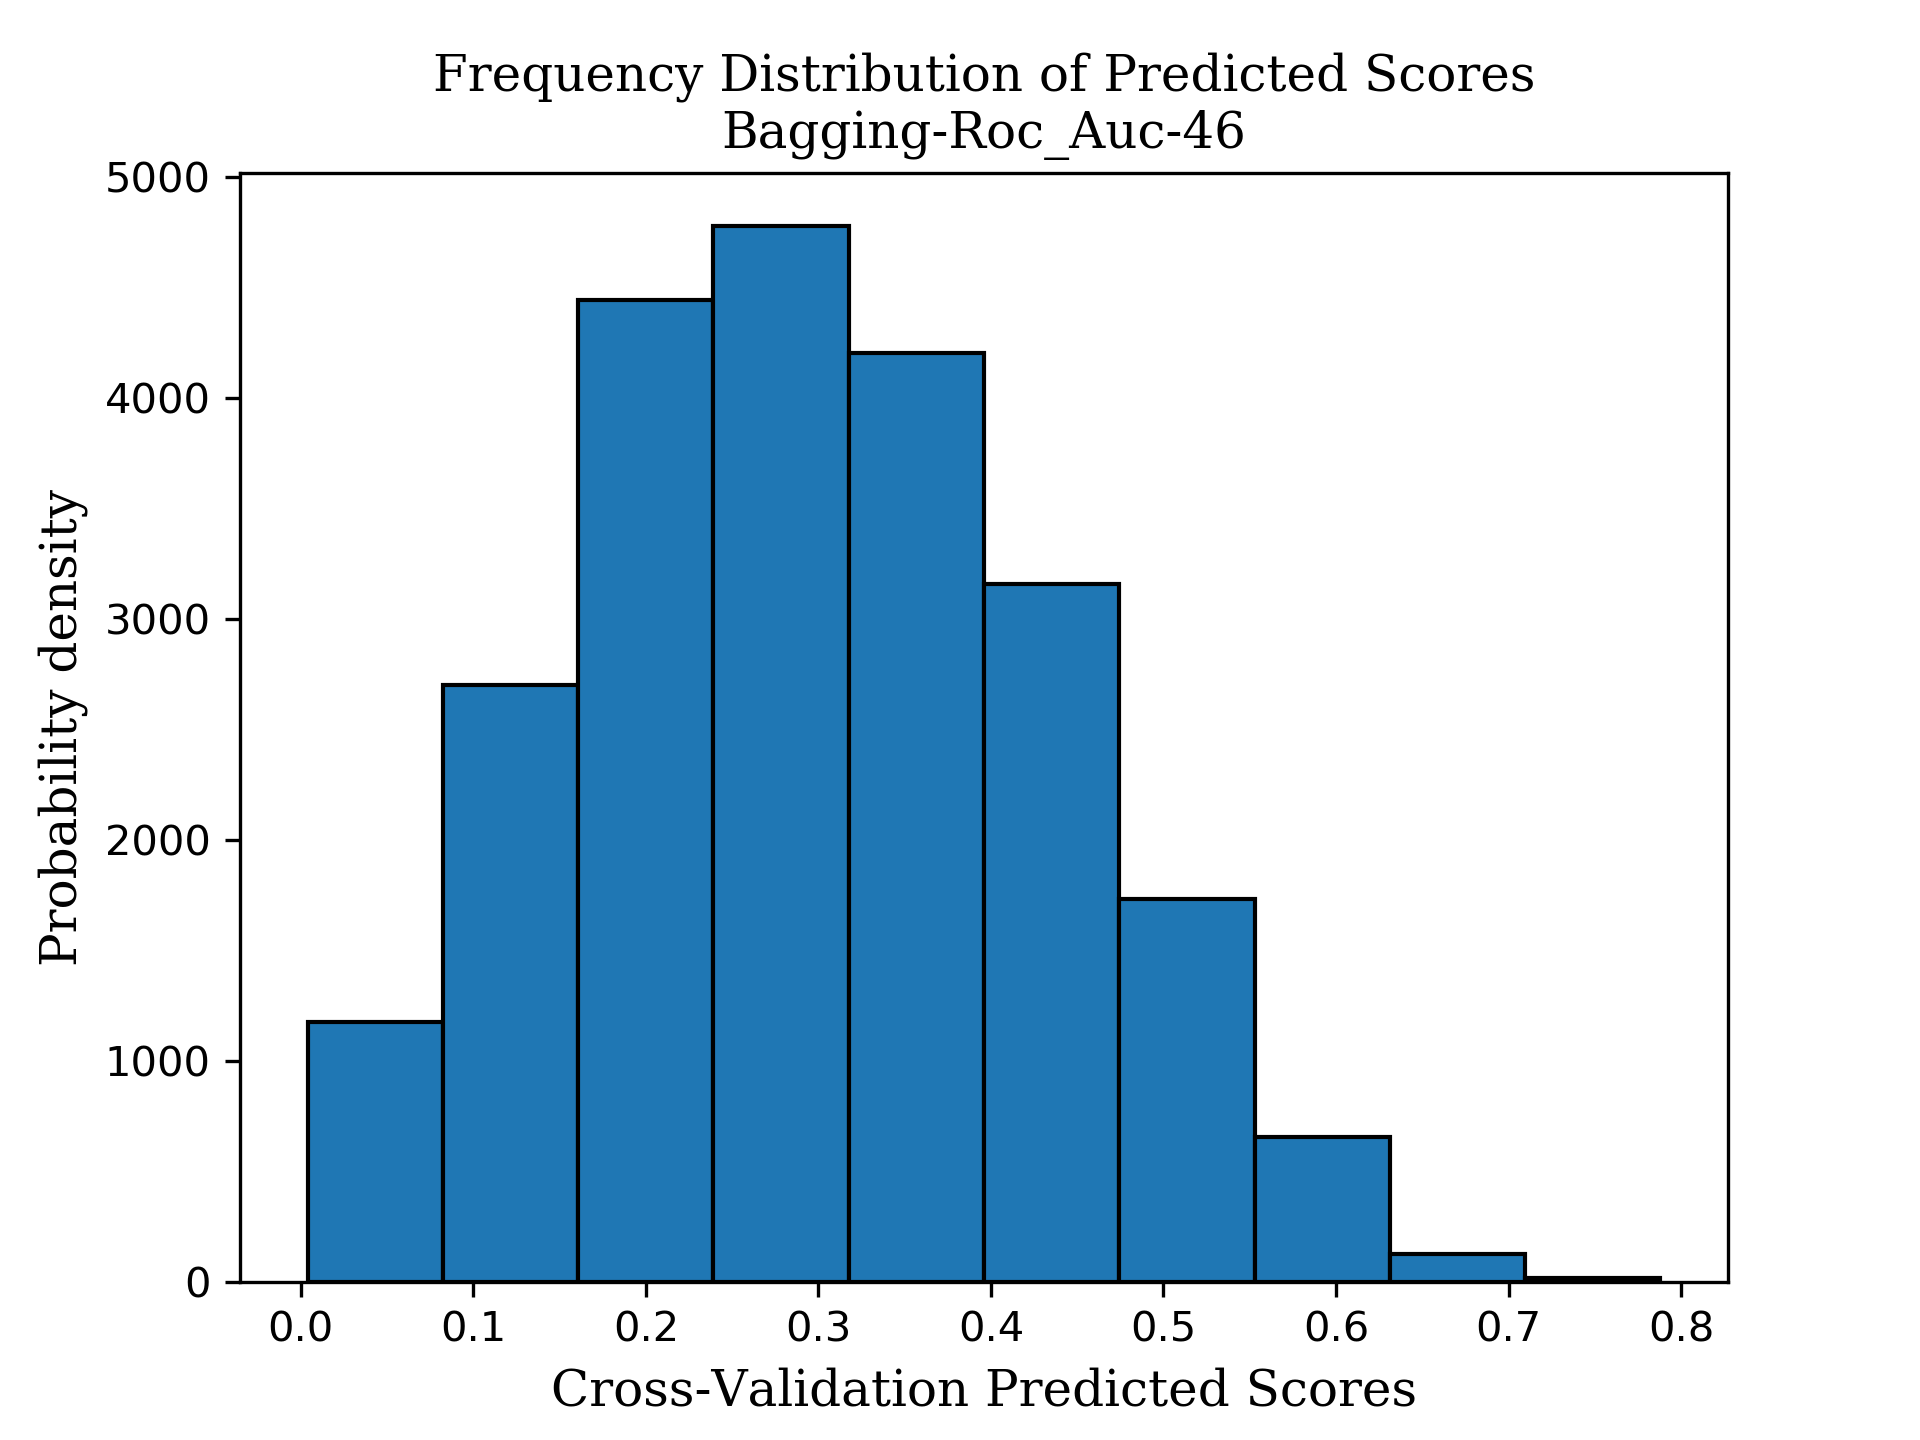 Frequency Distribution of Predicted Scores
Bagging-Roc_Auc-46
5000
4000
3000
2000
1000
0
Probability density
0.0 0.1 0.2 0.3 0.4 0.5 0.6 0.7 0.8
Cross-Validation Predicted Scores